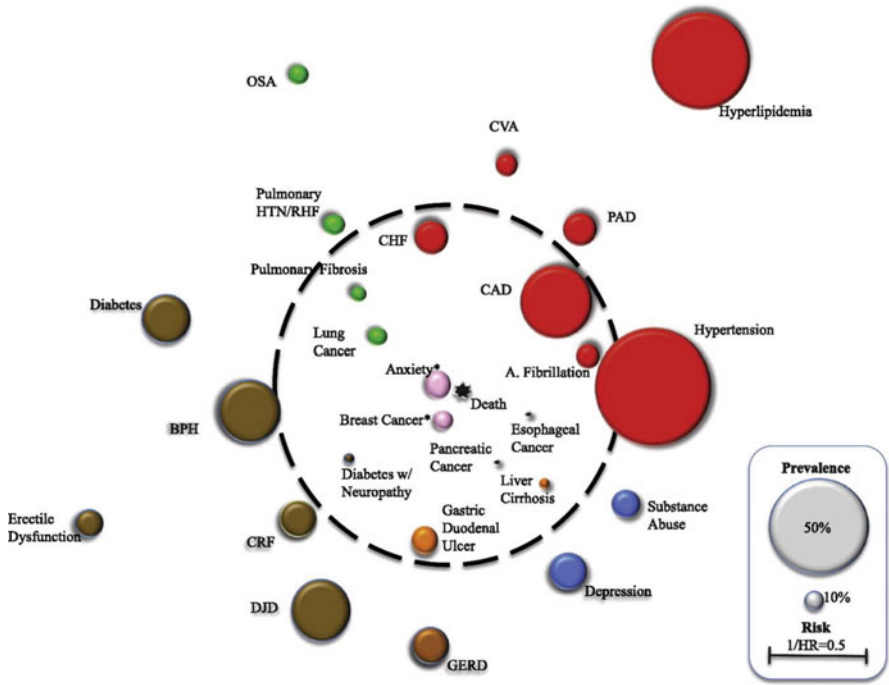 OSA
Hyperlipidemia
CVA
Pulmonary
HTN/RHF
PAD
CHF
Pulmonary Fibrosis
CAD
Diabetes
Lung
Cancer
Hypertension
Anxiety*
A. Fibrillation
Death
Breast Cancer*
BPH
Esophageal
Cancer
Pancreatic
Cancer
Diabetes w/
Neuropathy
Liver
Cirrhosis
Prevalence
50%
Erectile
Dysfunction
CRF
Gastric
Duodenal
Ulcer
Substance
Abuse
Depression
10%
DJD
Risk
1/HR=0.5
GERD